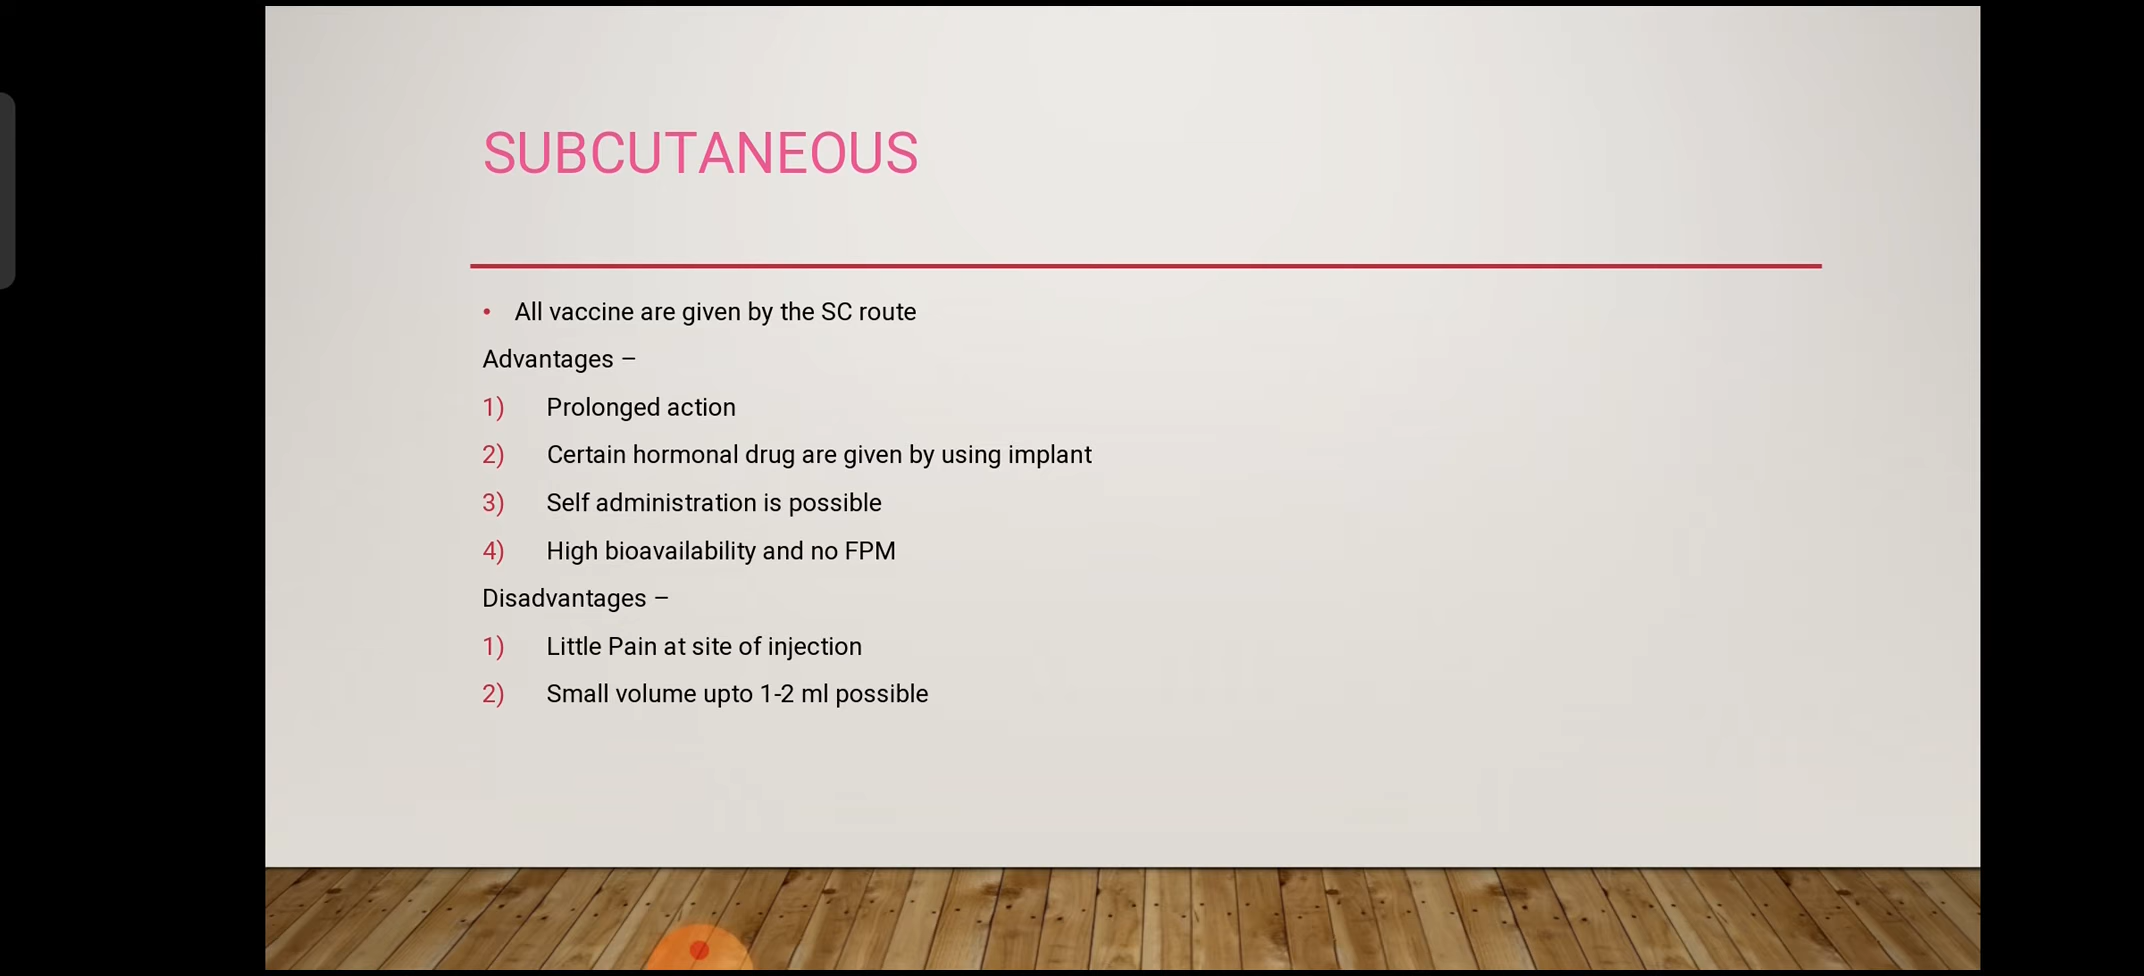 SUBCUTANEOUS
• All vaccine are given by the SC route
Advantages –
1) Prolonged action
2) Certain hormonal drug are given by using implant
3) Self administration is possible
4) High bioavailability and no FPM
Disadvantages –
1) Little Pain at site of injection
2) Small volume upto 1-2 ml possible